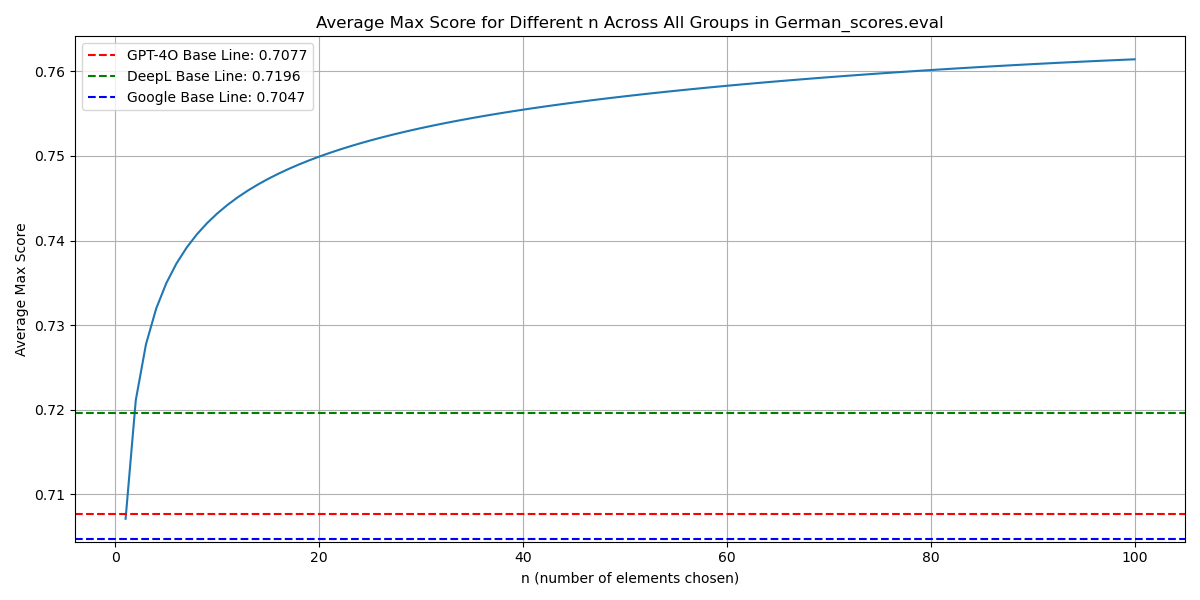 Average Max Score for Different n Across All Groups in German_scores.eval
GPT-4O Base Line: 0.7077
DeepL Base Line: 0.7196
Google Base Line: 0.7047
Average Max Score
0.76
0.75
0.74
0.73
0.72
0.71
0 20 40 60 80 100
n (number of elements chosen)